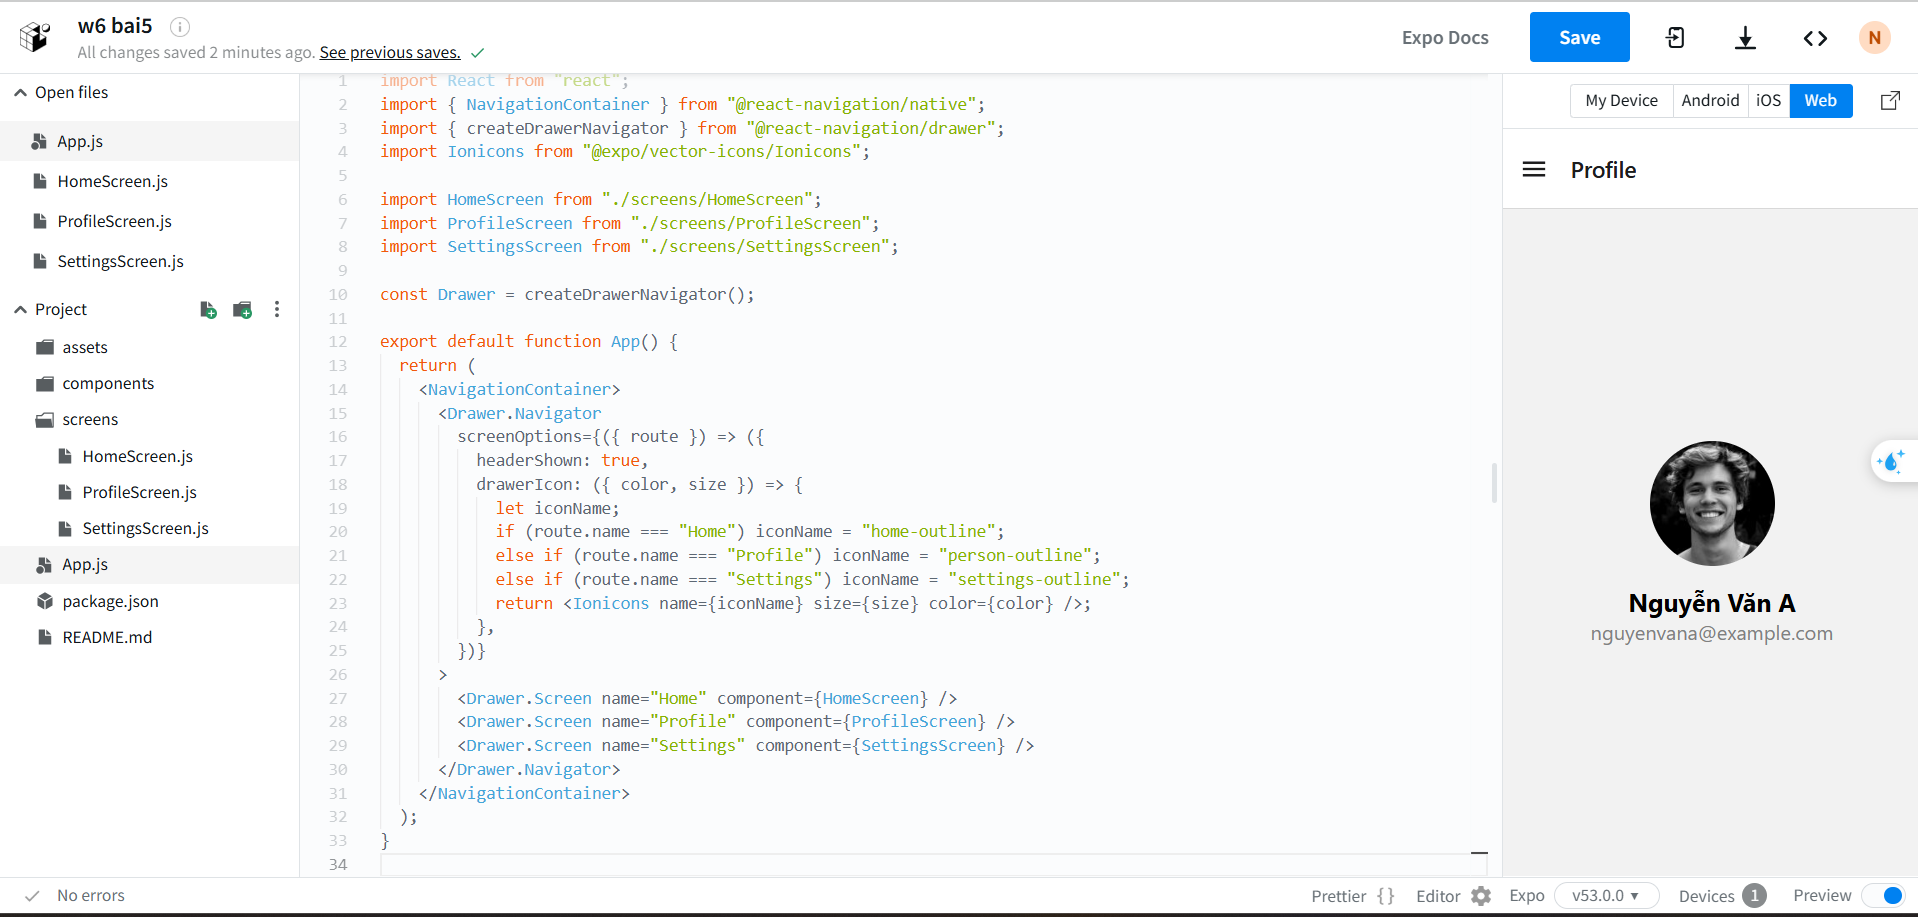 w6 bai5
All changes saved 2 minutes ago. See previous saves.
Expo Docs
Save
N
Open files
App.js
HomeScreen.js
ProfileScreen.js
SettingsScreen.js
Project
assets
components
screens
HomeScreen.js
ProfileScreen.js
SettingsScreen.js
App.js
package.json
README.md
1 import React from "react";
2 import { NavigationContainer } from "@react-navigation/native";
3 import { createDrawerNavigator } from "@react-navigation/drawer";
4 import Ionicons from "@expo/vector-icons/Ionicons";
5
6 import HomeScreen from "./screens/HomeScreen";
7 import ProfileScreen from "./screens/ProfileScreen";
8 import SettingsScreen from "./screens/SettingsScreen";
9
10 const Drawer = createDrawerNavigator();
11
12 export default function App() {
13   return (
14     <NavigationContainer>
15       <Drawer.Navigator
16         screenOptions={({ route }) => ({
17           headerShown: true,
18           drawerIcon: ({ color, size }) => {
19             let iconName;
20             if (route.name === "Home") iconName = "home-outline";
21             else if (route.name === "Profile") iconName = "person-outline";
22             else if (route.name === "Settings") iconName = "settings-outline";
23             return <Ionicons name={iconName} size={size} color={color} />;
24           },
25         })}
26       >
27         <Drawer.Screen name="Home" component={HomeScreen} />
28         <Drawer.Screen name="Profile" component={ProfileScreen} />
29         <Drawer.Screen name="Settings" component={SettingsScreen} />
30       </Drawer.Navigator>
31     </NavigationContainer>
32   );
33 }
34
My Device Android iOS Web
Profile
Nguyễn Văn A
nguyenvana@example.com
No errors
Prettier {} Editor Expo v53.0.0 Devices 1 Preview